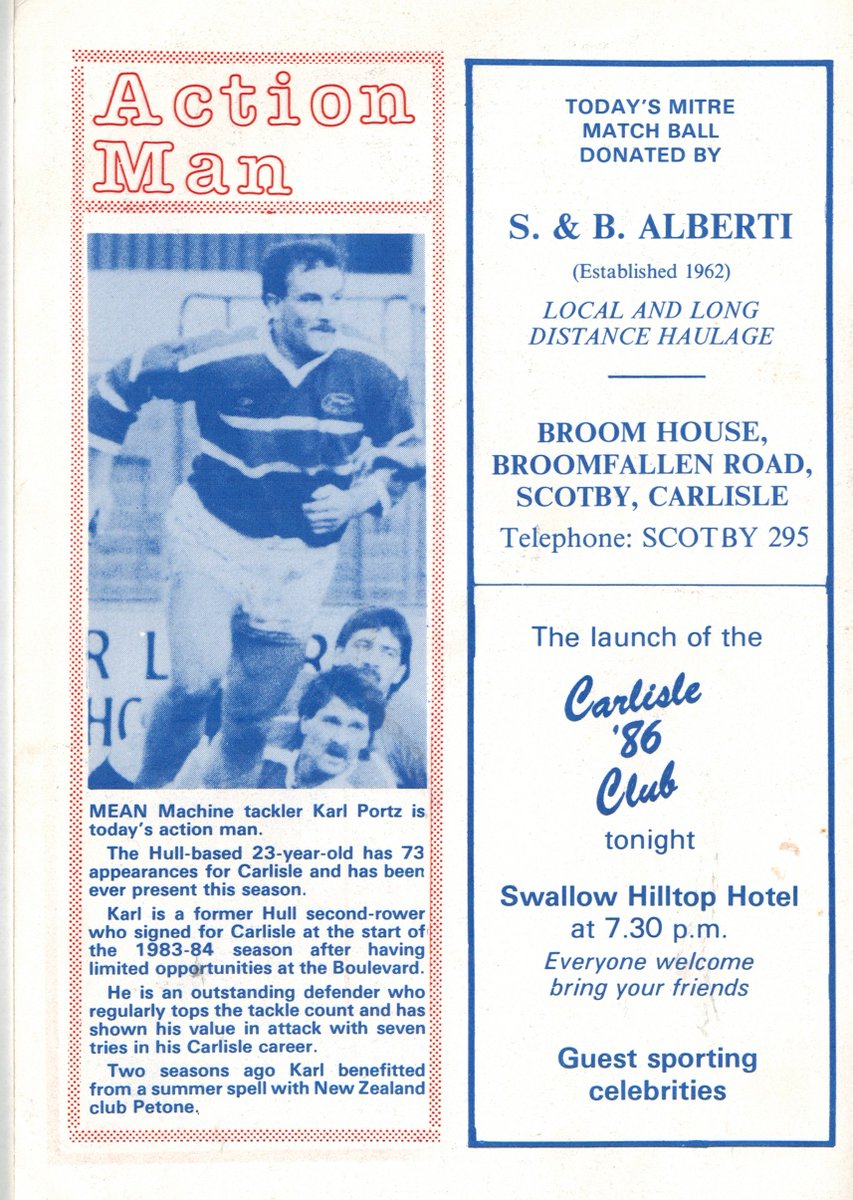 Action
Man
R L R
HO
MEAN Machine tackler Karl Portz is
today's action man.
The Hull-based 23-year-old has 73
appearances for Carlisle and has been
ever present this season.
Karl is a former Hull second-rower
who signed for Carlisle at the start of
the 1983-84 season after having
limited opportunities at the Boulevard.
He is an outstanding defender who
regularly tops the tackle count and has
shown his value in attack with seven
tries in his Carlisle career.
Two seasons ago Karl benefitted
from a summer spell with New Zealand
club Petone.
TODAY'S MITRE
MATCH BALL
DONATED BY
S. & B. ALBERTI
(Established 1962)
LOCAL AND LONG
DISTANCE HAULAGE
BROOM HOUSE,
BROOMFALLEN ROAD,
SCOTBY, CARLISLE
Telephone: SCOTBY 295
The launch of the
Carlisle
'86
Club
tonight
Swallow Hilltop Hotel
at 7.30 p.m.
Everyone welcome
bring your friends
Guest sporting
celebrities